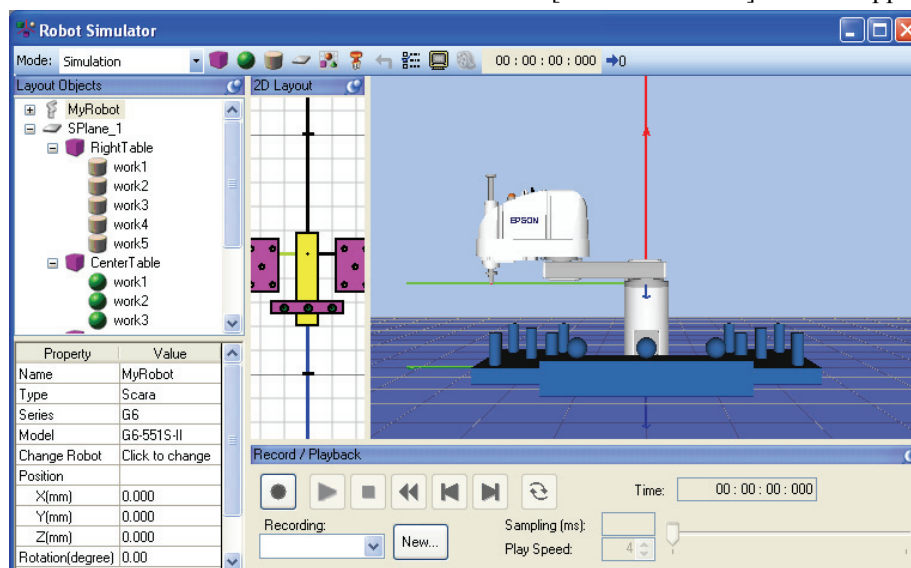 Robot Simulator
Mode: Simulation 00 : 00 : 00 : 000
Layout Objects
MyRobot
SPlane_1
RightTable
work1
work2
work3
work4
work5
CenterTable
work1
work2
work3
2D Layout
EPSON
Property Value
Name MyRobot
Type Scara
Series G6
Model G6-551S-II
Change Robot Click to change
Position
X(mm) 0.000
Y(mm) 0.000
Z(mm) 0.000
Rotation(degree) 0.00
Record / Playback
Time: 00 : 00 : 00 : 000
Recording:
New...
Sampling (ms):
Play Speed: 4